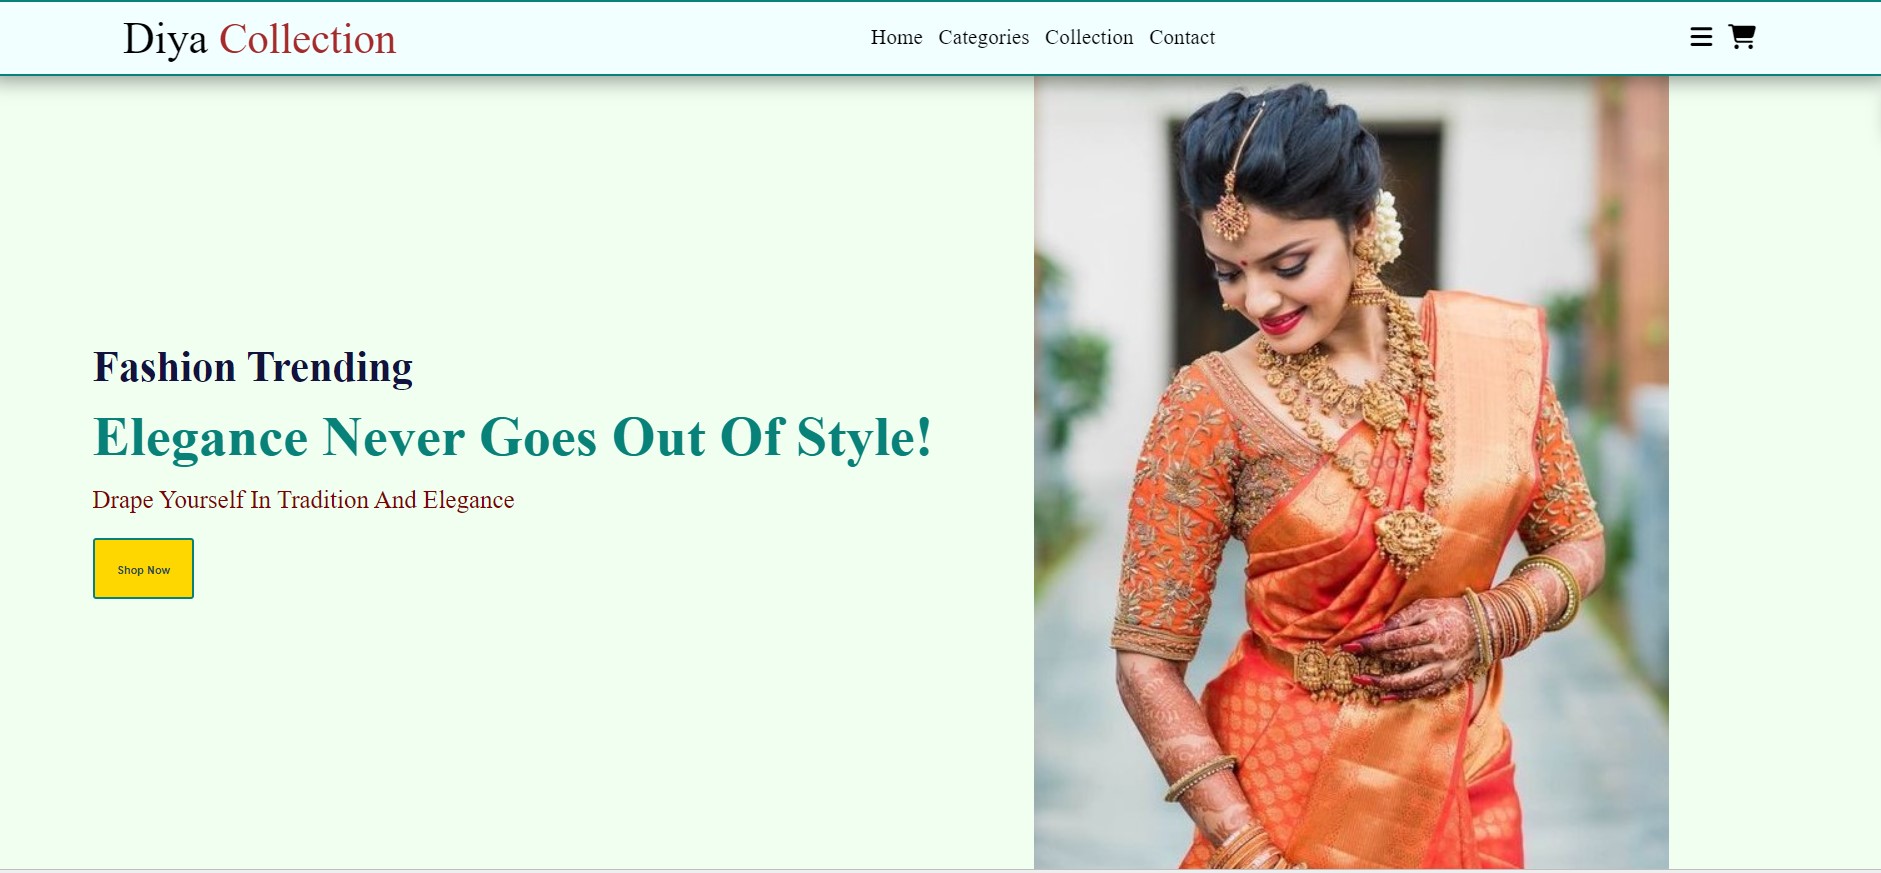 Diya Collection
Home Categories Collection Contact
Fashion Trending
Elegance Never Goes Out Of Style!
Drape Yourself In Tradition And Elegance
Shop Now